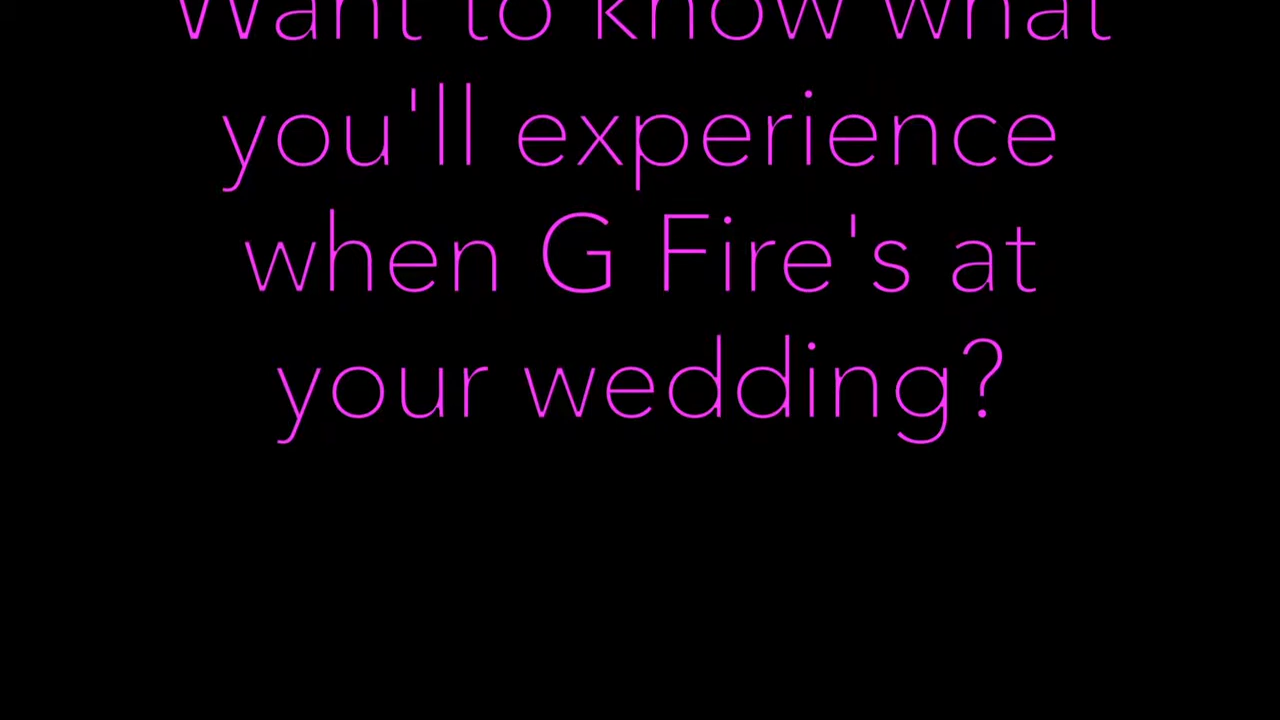 Want to know what
you'll experience
when G Fire's at
your wedding?